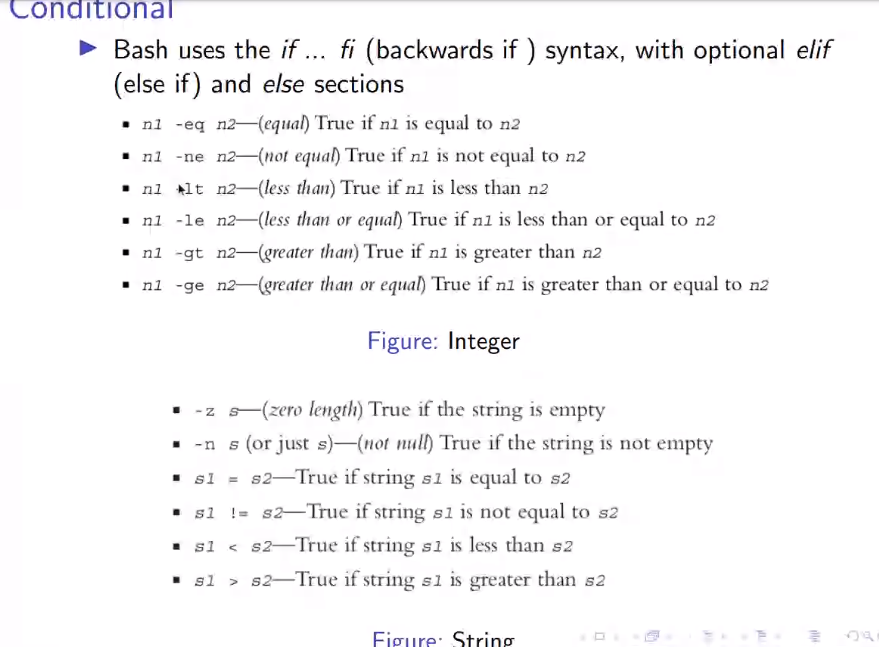 Conditional
▶ Bash uses the if ... fi (backwards if ) syntax, with optional elif
(else if) and else sections
▪ n1 -eq n2—(equal) True if n1 is equal to n2
▪ n1 -ne n2—(not equal) True if n1 is not equal to n2
▪ n1 -lt n2—(less than) True if n1 is less than n2
▪ n1 -le n2—(less than or equal) True if n1 is less than or equal to n2
▪ n1 -gt n2—(greater than) True if n1 is greater than n2
▪ n1 -ge n2—(greater than or equal) True if n1 is greater than or equal to n2
Figure: Integer
▪ -z s—(zero length) True if the string is empty
▪ -n s (or just s)—(not null) True if the string is not empty
▪ s1 = s2—True if string s1 is equal to s2
▪ s1 != s2—True if string s1 is not equal to s2
▪ s1 < s2—True if string s1 is less than s2
▪ s1 > s2—True if string s1 is greater than s2
Figure: String